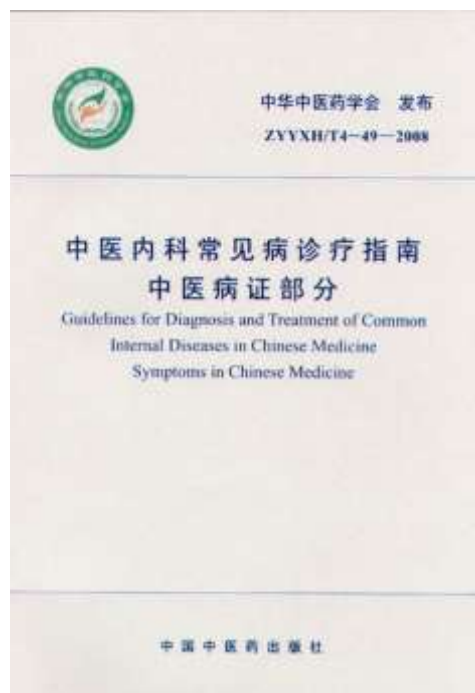 中华中医药学会 发布
ZYYXH/T4-49-2008
中医内科常见病诊疗指南
中医病证部分
Guidelines for Diagnosis and Treatment of Common
Internal Diseases in Chinese Medicine
Symptoms in Chinese Medicine
中国中医药出版社